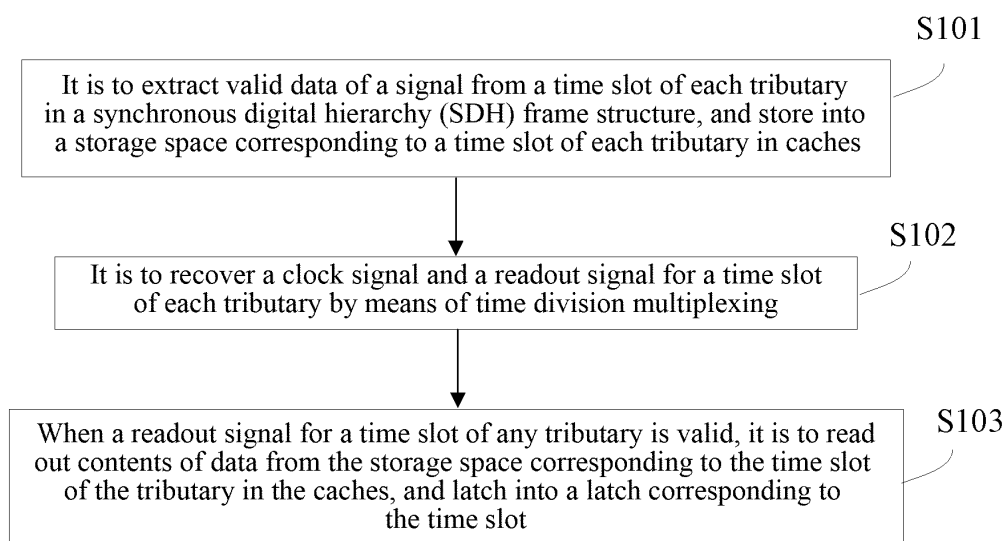 S101
It is to extract valid data of a signal from a time slot of each tributary
in a synchronous digital hierarchy (SDH) frame structure, and store into
a storage space corresponding to a time slot of each tributary in caches
S102
It is to recover a clock signal and a readout signal for a time slot
of each tributary by means of time division multiplexing
S103
When a readout signal for a time slot of any tributary is valid, it is to read
out contents of data from the storage space corresponding to the time slot
of the tributary in the caches, and latch into a latch corresponding to
the time slot